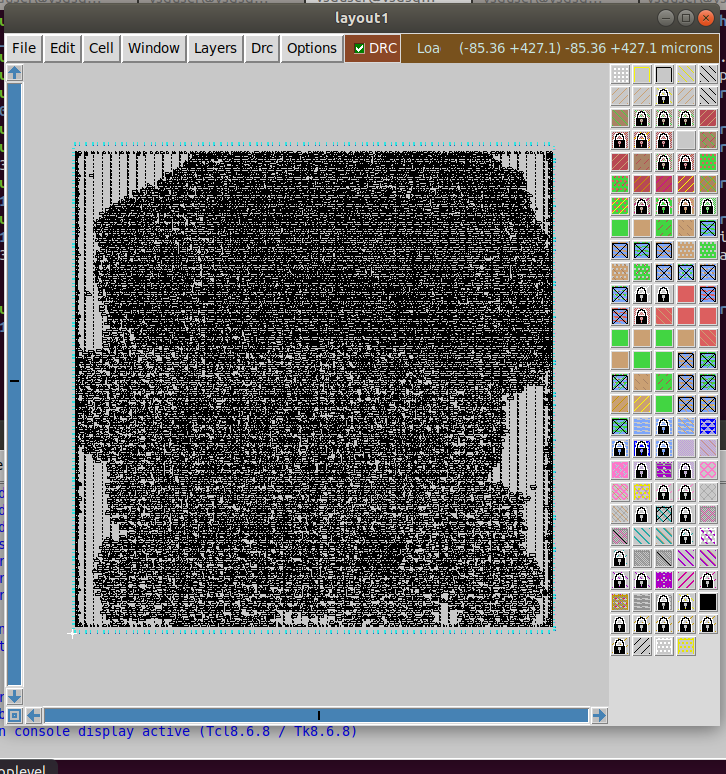 layout1
File Edit Cell Window Layers Drc Options DRC Loa (-85.36 +427.1) -85.36 +427.1 microns
n console display active (Tcl8.6.8 / Tk8.6.8)
oplevel